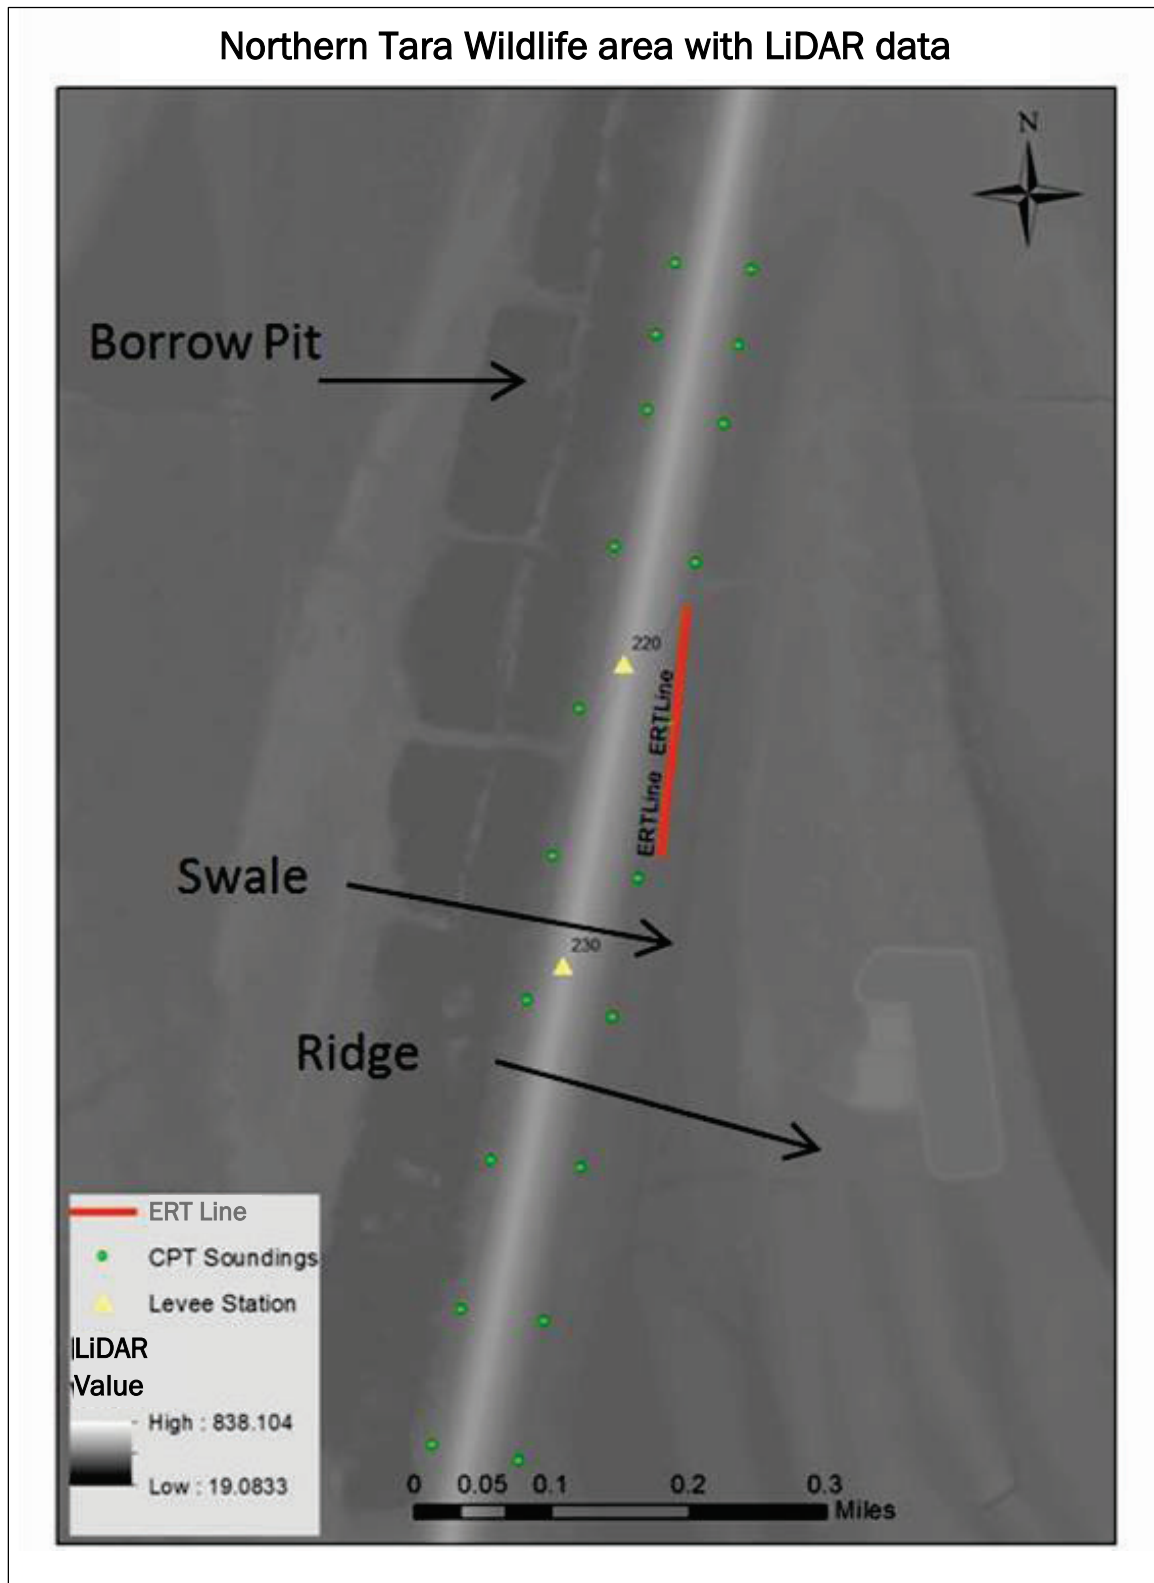 Northern Tara Wildlife area with LiDAR data
N
Borrow Pit
220
ERTLine
ERTLine
Swale
230
Ridge
ERT Line
CPT Soundings
Levee Station
LiDAR
Value
High : 838.104
Low : 19.0833
0 0.05 0.1 0.2 0.3
Miles